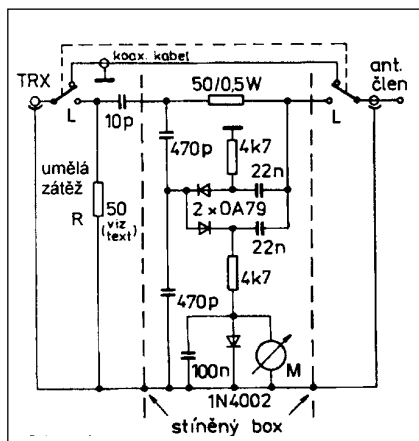 koax. kabel
TRX
ant.
člen
50/0,5W
L
L
10p
umělá
zátěž
R
50
(viz
text)
470p
4k7
22n
2×OA79
22n
4k7
470p
100n
M
1N4002
stíněný box